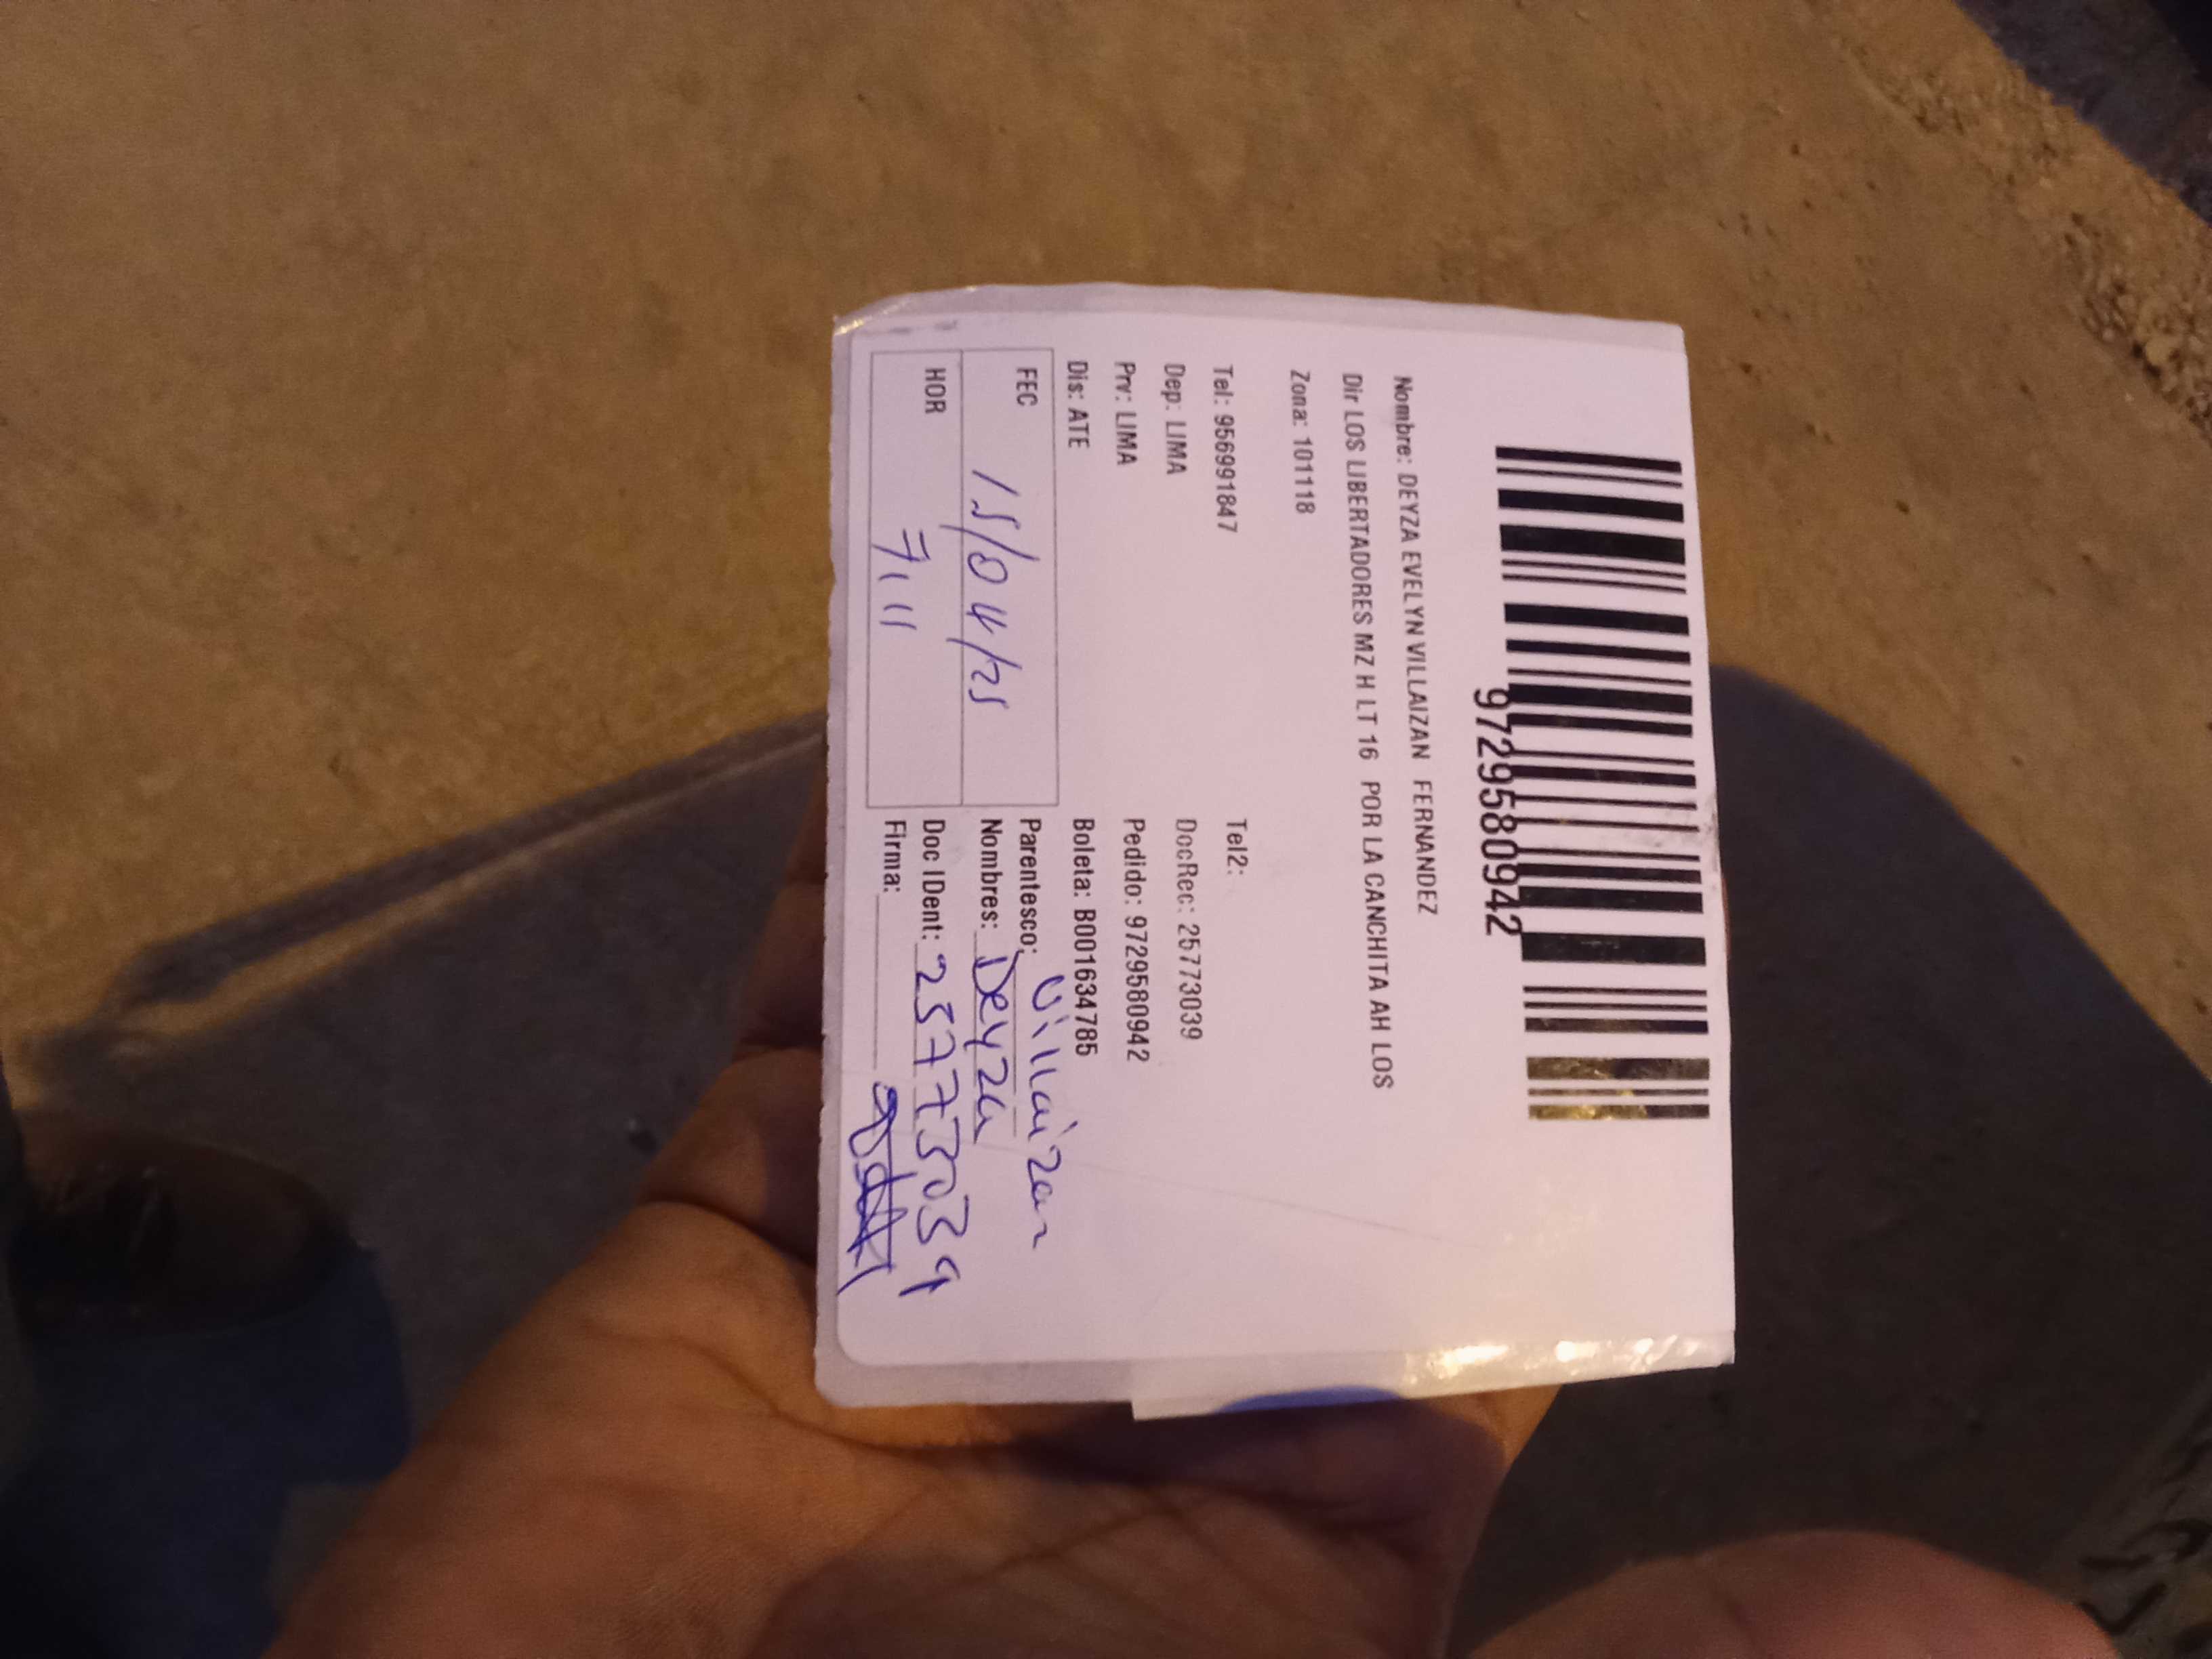 9729580942
Nombre: DEYZA EVELYN VILLAIZAN FERNANDEZ
Dir LOS LIBERTADORES MZ H LT 16 POR LA CANCHITA AH LOS
Zona: 101118
Tel: 956991847 Tel2:
Dep: LIMA DocRec: 25773039
Prv: LIMA Pedido: 9729580942
Dis: ATE Boleta: B001634785
FEC 15/04/25 Parentesco: Villaizan
Nombres: Deyza
HOR 7:11 Doc IDent: 25773039
Firma: